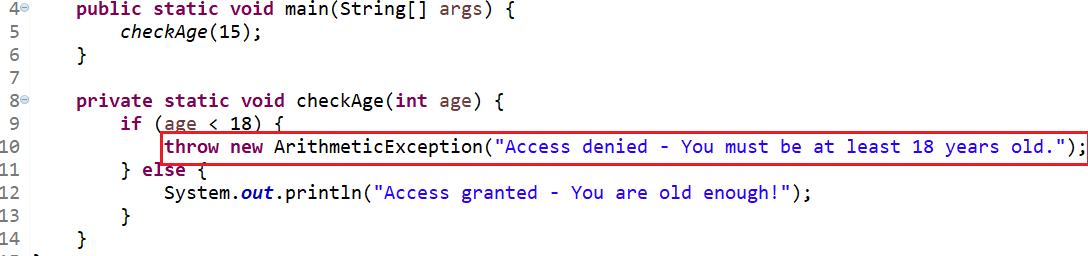 4 public static void main(String[] args) {
5 checkAge(15);
6 }
7
8 private static void checkAge(int age) {
9 if (age < 18) {
10 throw new ArithmeticException("Access denied - You must be at least 18 years old.");
11 } else {
12 System.out.println("Access granted - You are old enough!");
13 }
14 }